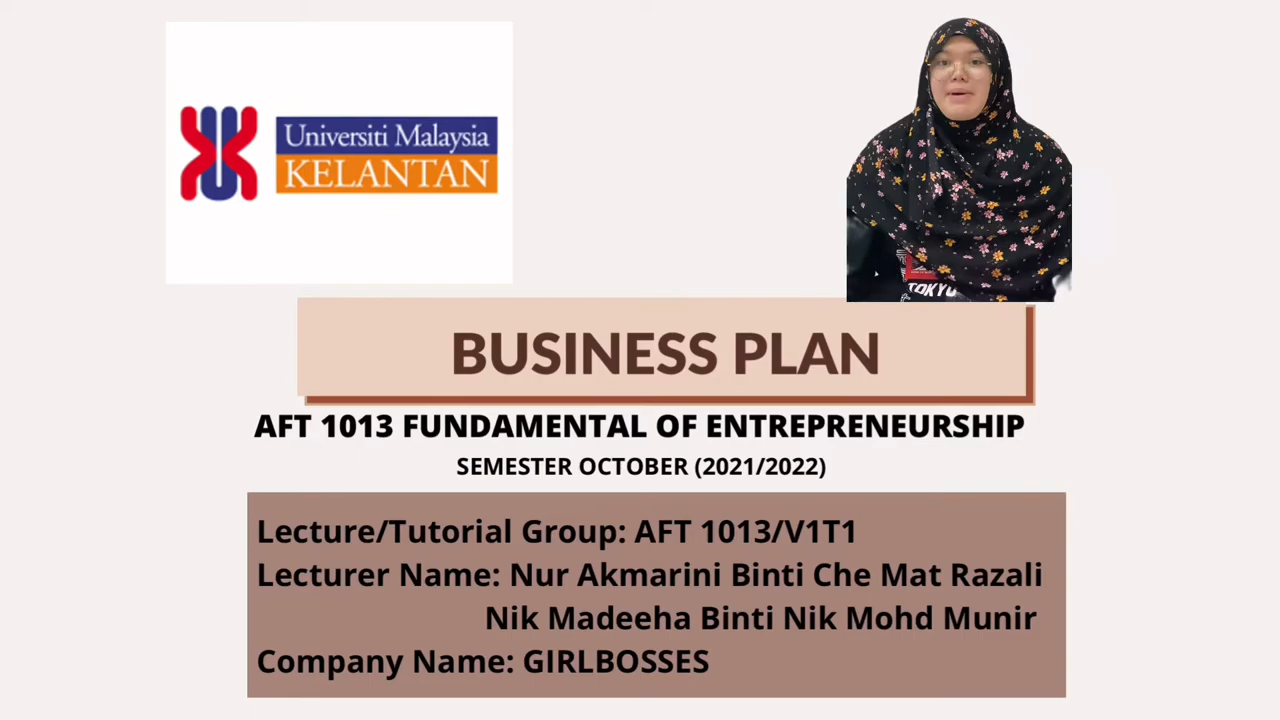 Universiti Malaysia
KELANTAN
TOKYO
BUSINESS PLAN
AFT 1013 FUNDAMENTAL OF ENTREPRENEURSHIP
SEMESTER OCTOBER (2021/2022)
Lecture/Tutorial Group: AFT 1013/V1T1
Lecturer Name: Nur Akmarini Binti Che Mat Razali
Nik Madeeha Binti Nik Mohd Munir
Company Name: GIRLBOSSES